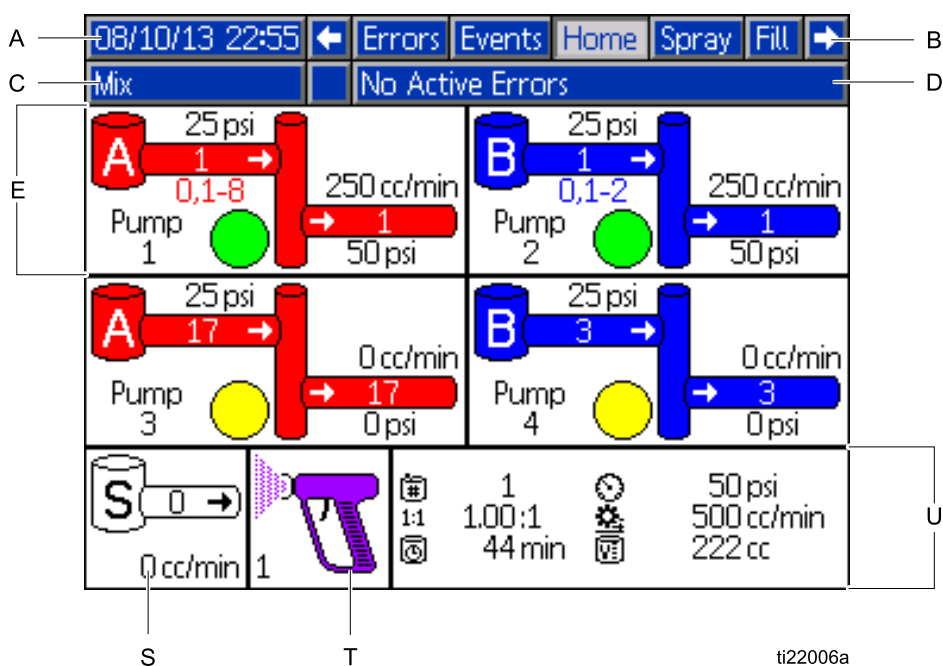 A
08/10/13 22:55 Errors Events Home Spray Fill
B
C
Mix
No Active Errors
D
E
25 psi
A
1
0,1-8
Pump
1
250 cc/min
1
50 psi
25 psi
B
1
0,1-2
Pump
2
250 cc/min
1
50 psi
25 psi
A
17
Pump
3
0 cc/min
17
0 psi
25 psi
B
3
Pump
4
0 cc/min
3
0 psi
S
0
0 cc/min
1
# 1
1:1 1.00:1
44 min
50 psi
500 cc/min
V 222 cc
U
S
T
ti22006a